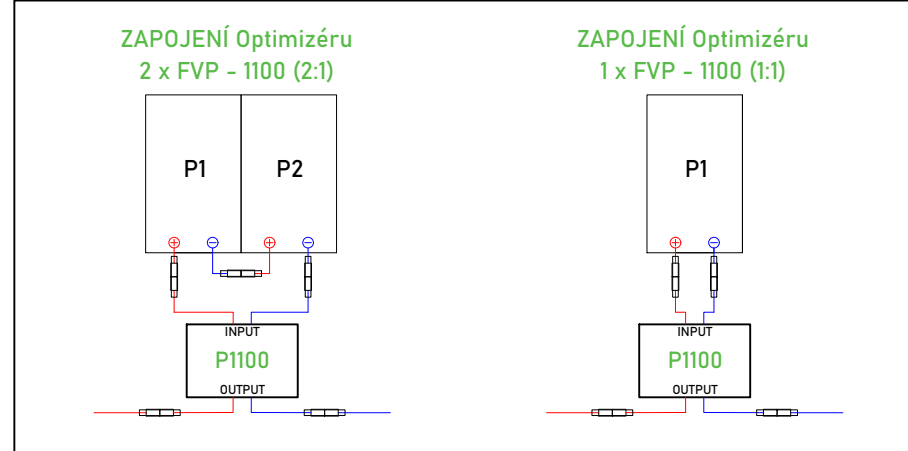 ZAPOJENÍ Optimizéru
2 x FVP - 1100 (2:1)
P1
P2
INPUT
P1100
OUTPUT
ZAPOJENÍ Optimizéru
1 x FVP - 1100 (1:1)
P1
INPUT
P1100
OUTPUT